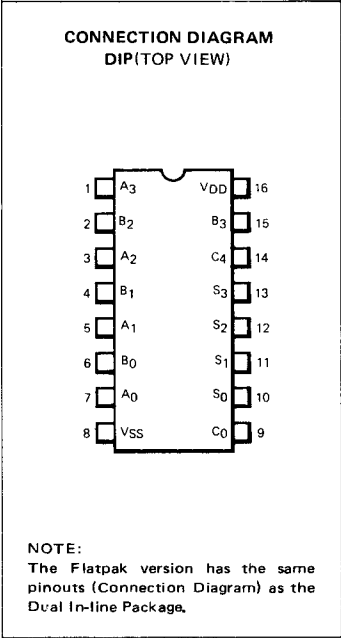 CONNECTION DIAGRAM
DIP(TOP VIEW)
1 A3 VDD 16
2 B2 B3 15
3 A2 C4 14
4 B1 S3 13
5 A1 S2 12
6 B0 S1 11
7 A0 S0 10
8 VSS C0 9
NOTE:
The Flatpak version has the same
pinouts (Connection Diagram) as the
Dual In-line Package.